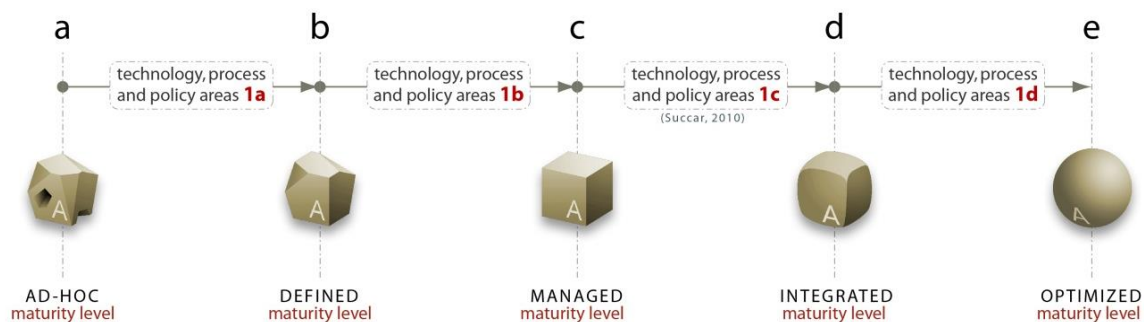 a
b
c
d
e
technology, process
and policy areas 1a
technology, process
and policy areas 1b
technology, process
and policy areas 1c
(Succar, 2010)
technology, process
and policy areas 1d
A
A
A
A
A
AD-HOC
maturity level
DEFINED
maturity level
MANAGED
maturity level
INTEGRATED
maturity level
OPTIMIZED
maturity level